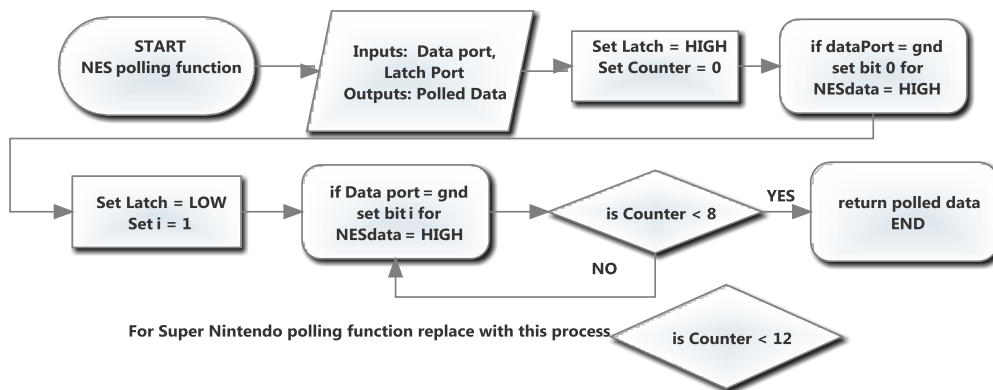 START
NES polling function
Inputs: Data port,
Latch Port
Outputs: Polled Data
Set Latch = HIGH
Set Counter = 0
if dataPort = gnd
set bit 0 for
NESdata = HIGH
Set Latch = LOW
Set i = 1
if Data port = gnd
set bit i for
NESdata = HIGH
is Counter < 8
YES
return polled data
END
NO
For Super Nintendo polling function replace with this process
is Counter < 12